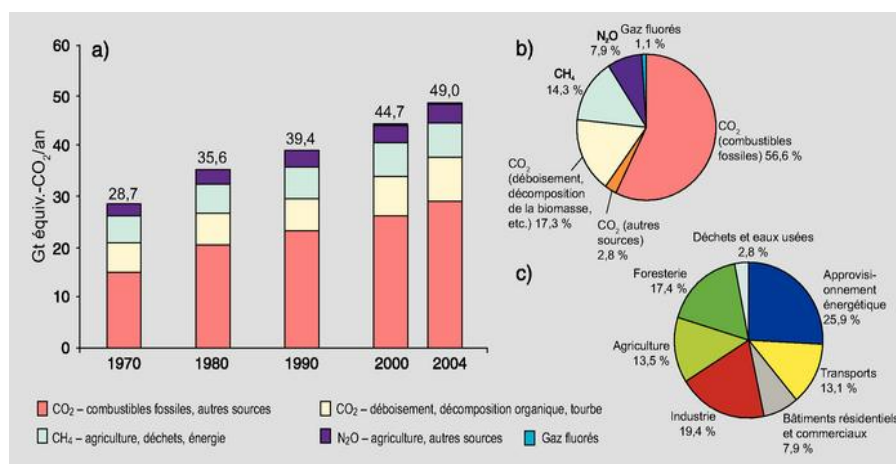 a)
Gt équiv.-CO₂/an
60
50
40
30
20
10
0
28,7
35,6
39,4
44,7
49,0
1970
1980
1990
2000
2004
CO₂ – combustibles fossiles, autres sources
CO₂ – déboisement, décomposition organique, tourbe
CH₄ – agriculture, déchets, énergie
N₂O – agriculture, autres sources
Gaz fluorés
b)
N₂O
7,9 %
Gaz fluorés
1,1 %
CH₄
14,3 %
CO₂
(combustibles
fossiles) 56,6 %
CO₂
(déboisement,
décomposition
de la biomasse,
etc.) 17,3 %
CO₂ (autres
sources)
2,8 %
c)
Déchets et eaux usées
2,8 %
Foresterie
17,4 %
Approvisi-
onnement
énergétique
25,9 %
Agriculture
13,5 %
Transports
13,1 %
Industrie
19,4 %
Bâtiments résidentiels
et commerciaux
7,9 %